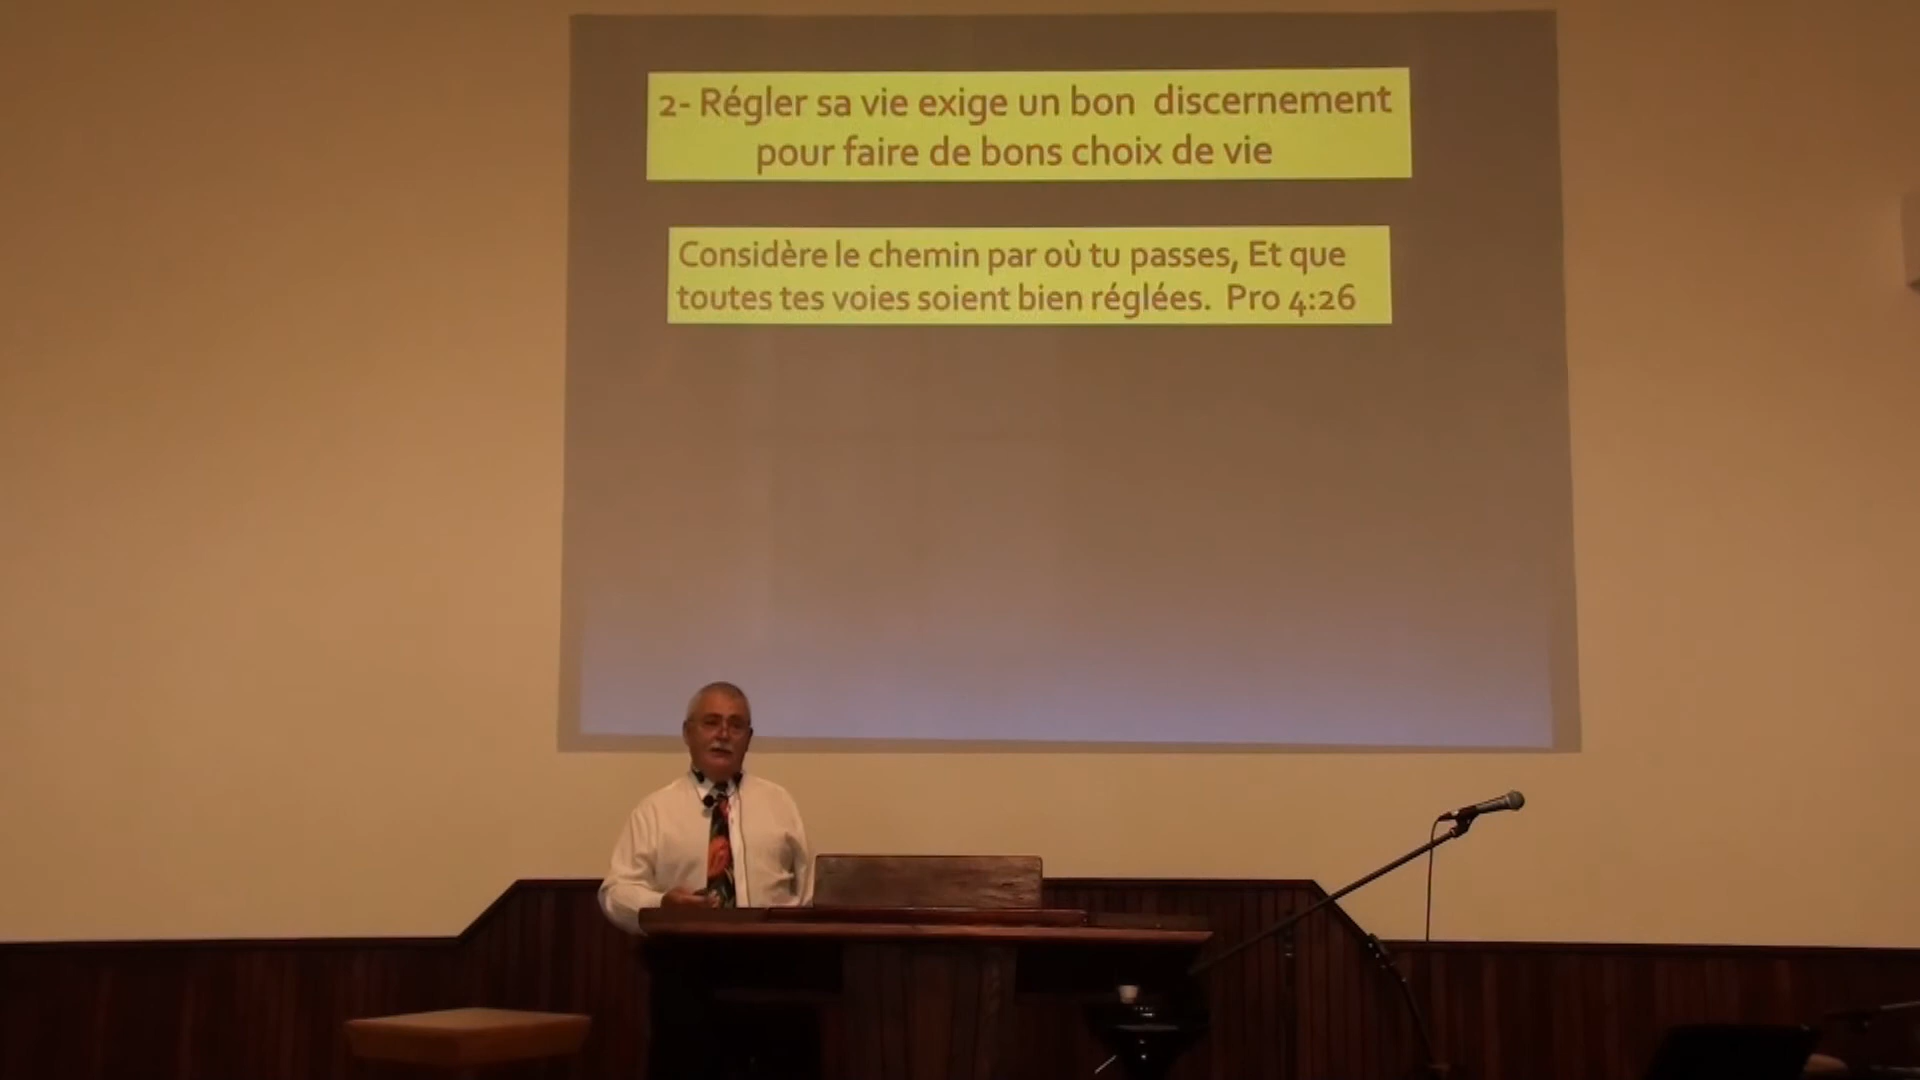 2- Régler sa vie exige un bon discernement
pour faire de bons choix de vie
Considère le chemin par où tu passes, Et que
toutes tes voies soient bien réglées. Pro 4:26